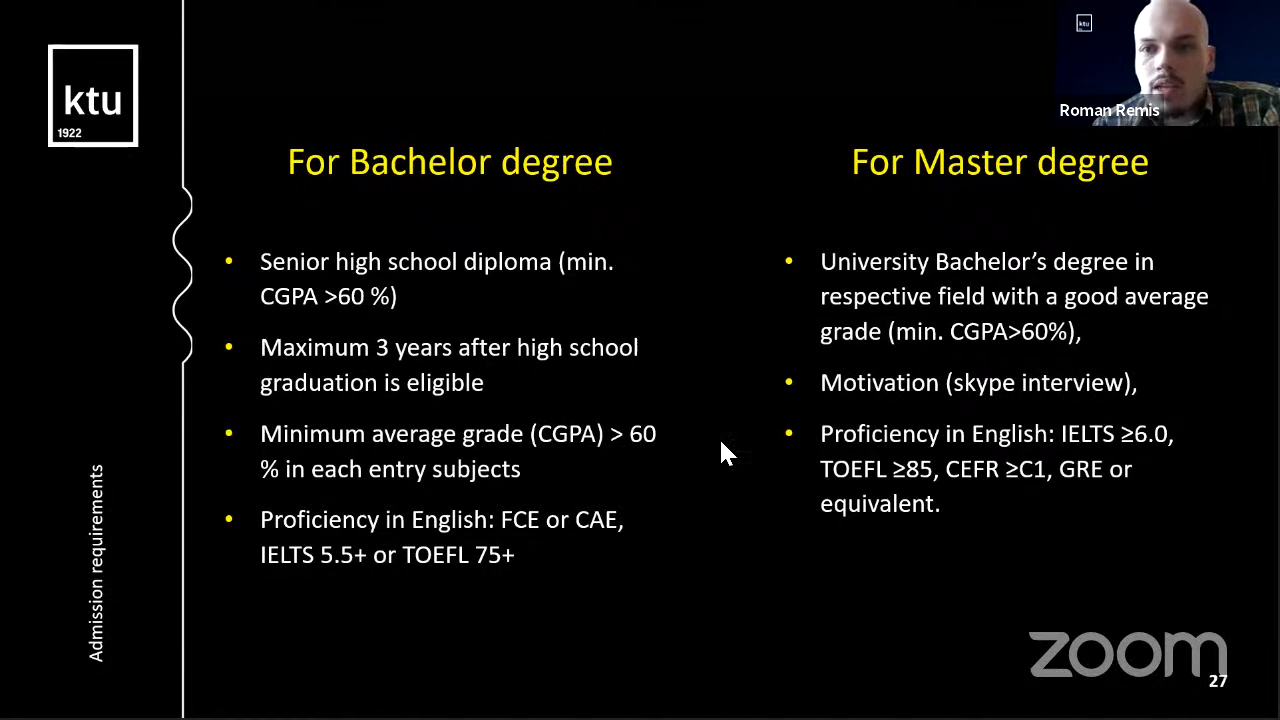 ktu
1922
Admission requirements
For Bachelor degree
• Senior high school diploma (min.
CGPA >60 %)
• Maximum 3 years after high school
graduation is eligible
• Minimum average grade (CGPA) > 60
% in each entry subjects
• Proficiency in English: FCE or CAE,
IELTS 5.5+ or TOEFL 75+
For Master degree
• University Bachelor’s degree in
respective field with a good average
grade (min. CGPA>60%),
• Motivation (skype interview),
• Proficiency in English: IELTS ≥6.0,
TOEFL ≥85, CEFR ≥C1, GRE or
equivalent.
ktu
Roman Remis
zoom
27